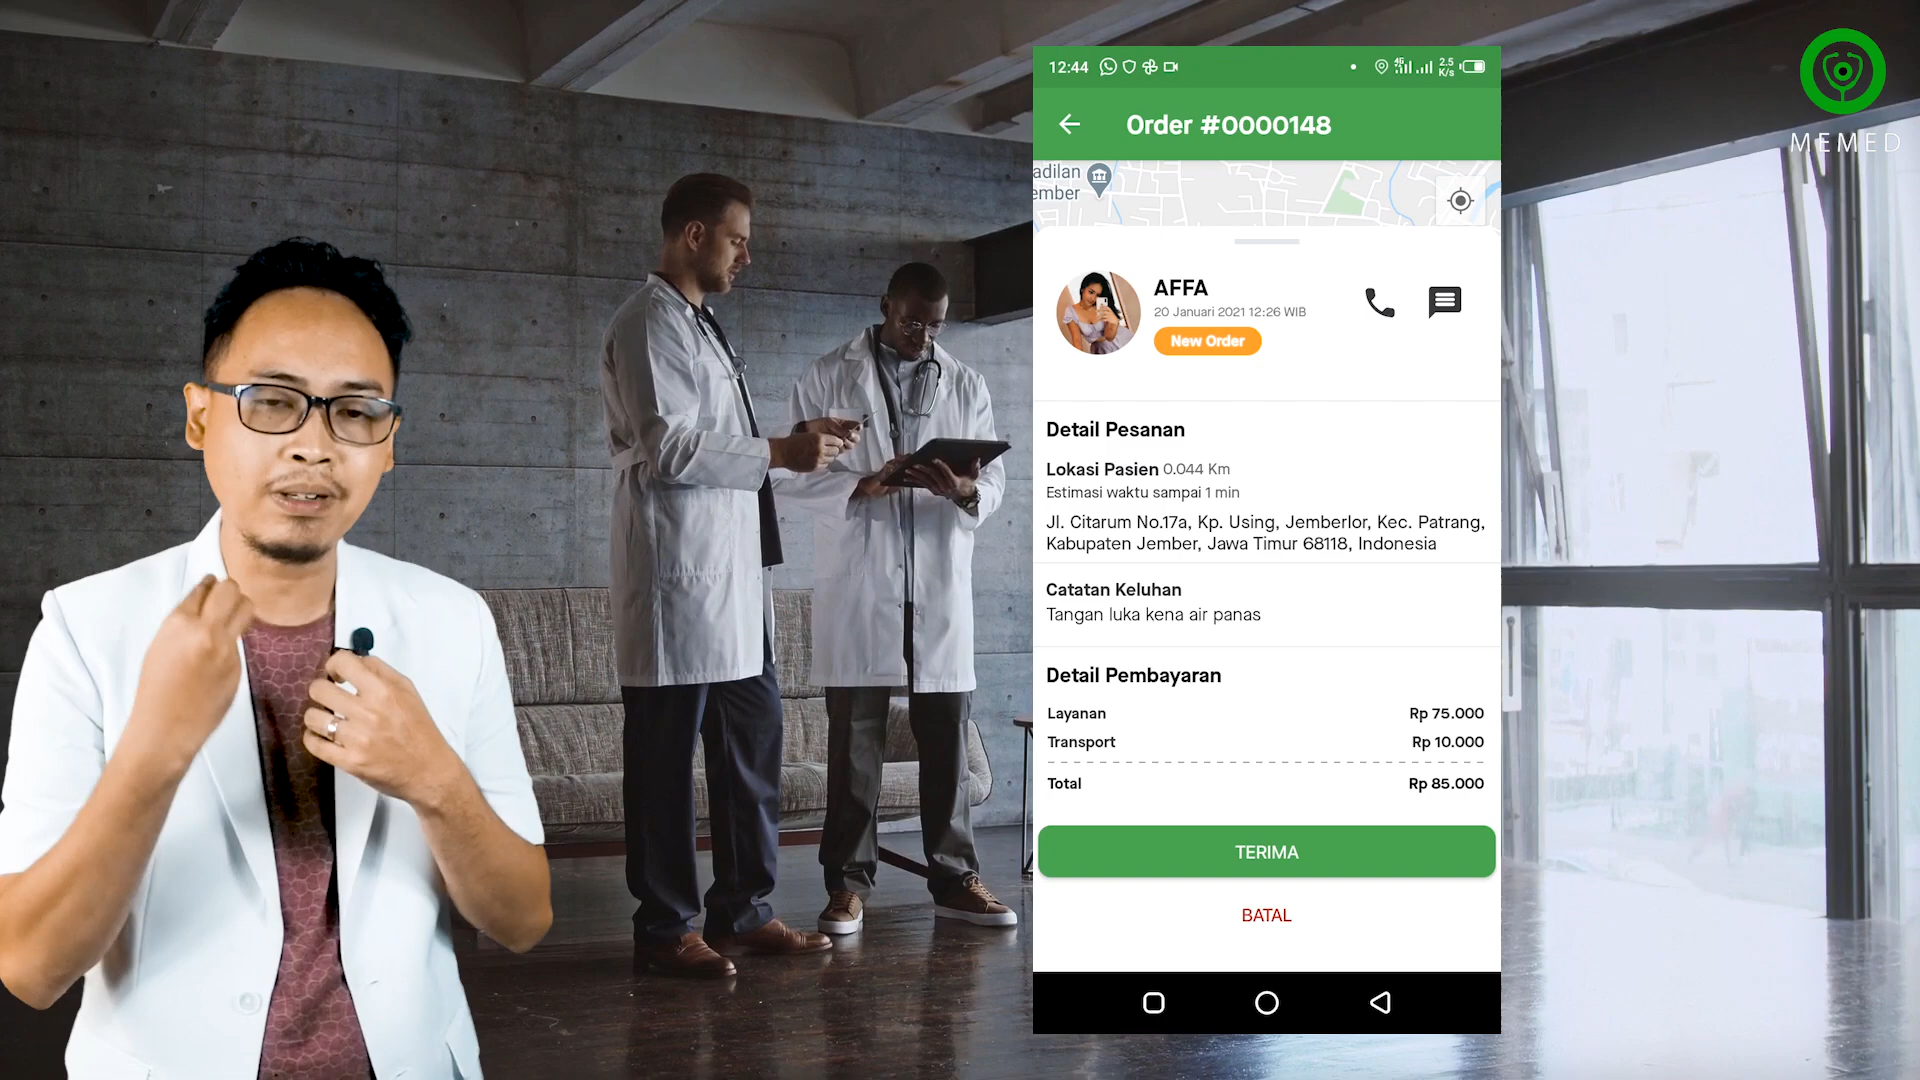 12:44
4G
2.5
K/s
MEMED
Order #0000148
adilan
ember
AFFA
20 Januari 2021 12:26 WIB
New Order
Detail Pesanan
Lokasi Pasien 0.044 Km
Estimasi waktu sampai 1 min
Jl. Citarum No.17a, Kp. Using, Jemberlor, Kec. Patrang,
Kabupaten Jember, Jawa Timur 68118, Indonesia
Catatan Keluhan
Tangan luka kena air panas
Detail Pembayaran
Layanan Rp 75.000
Transport Rp 10.000
Total Rp 85.000
TERIMA
BATAL